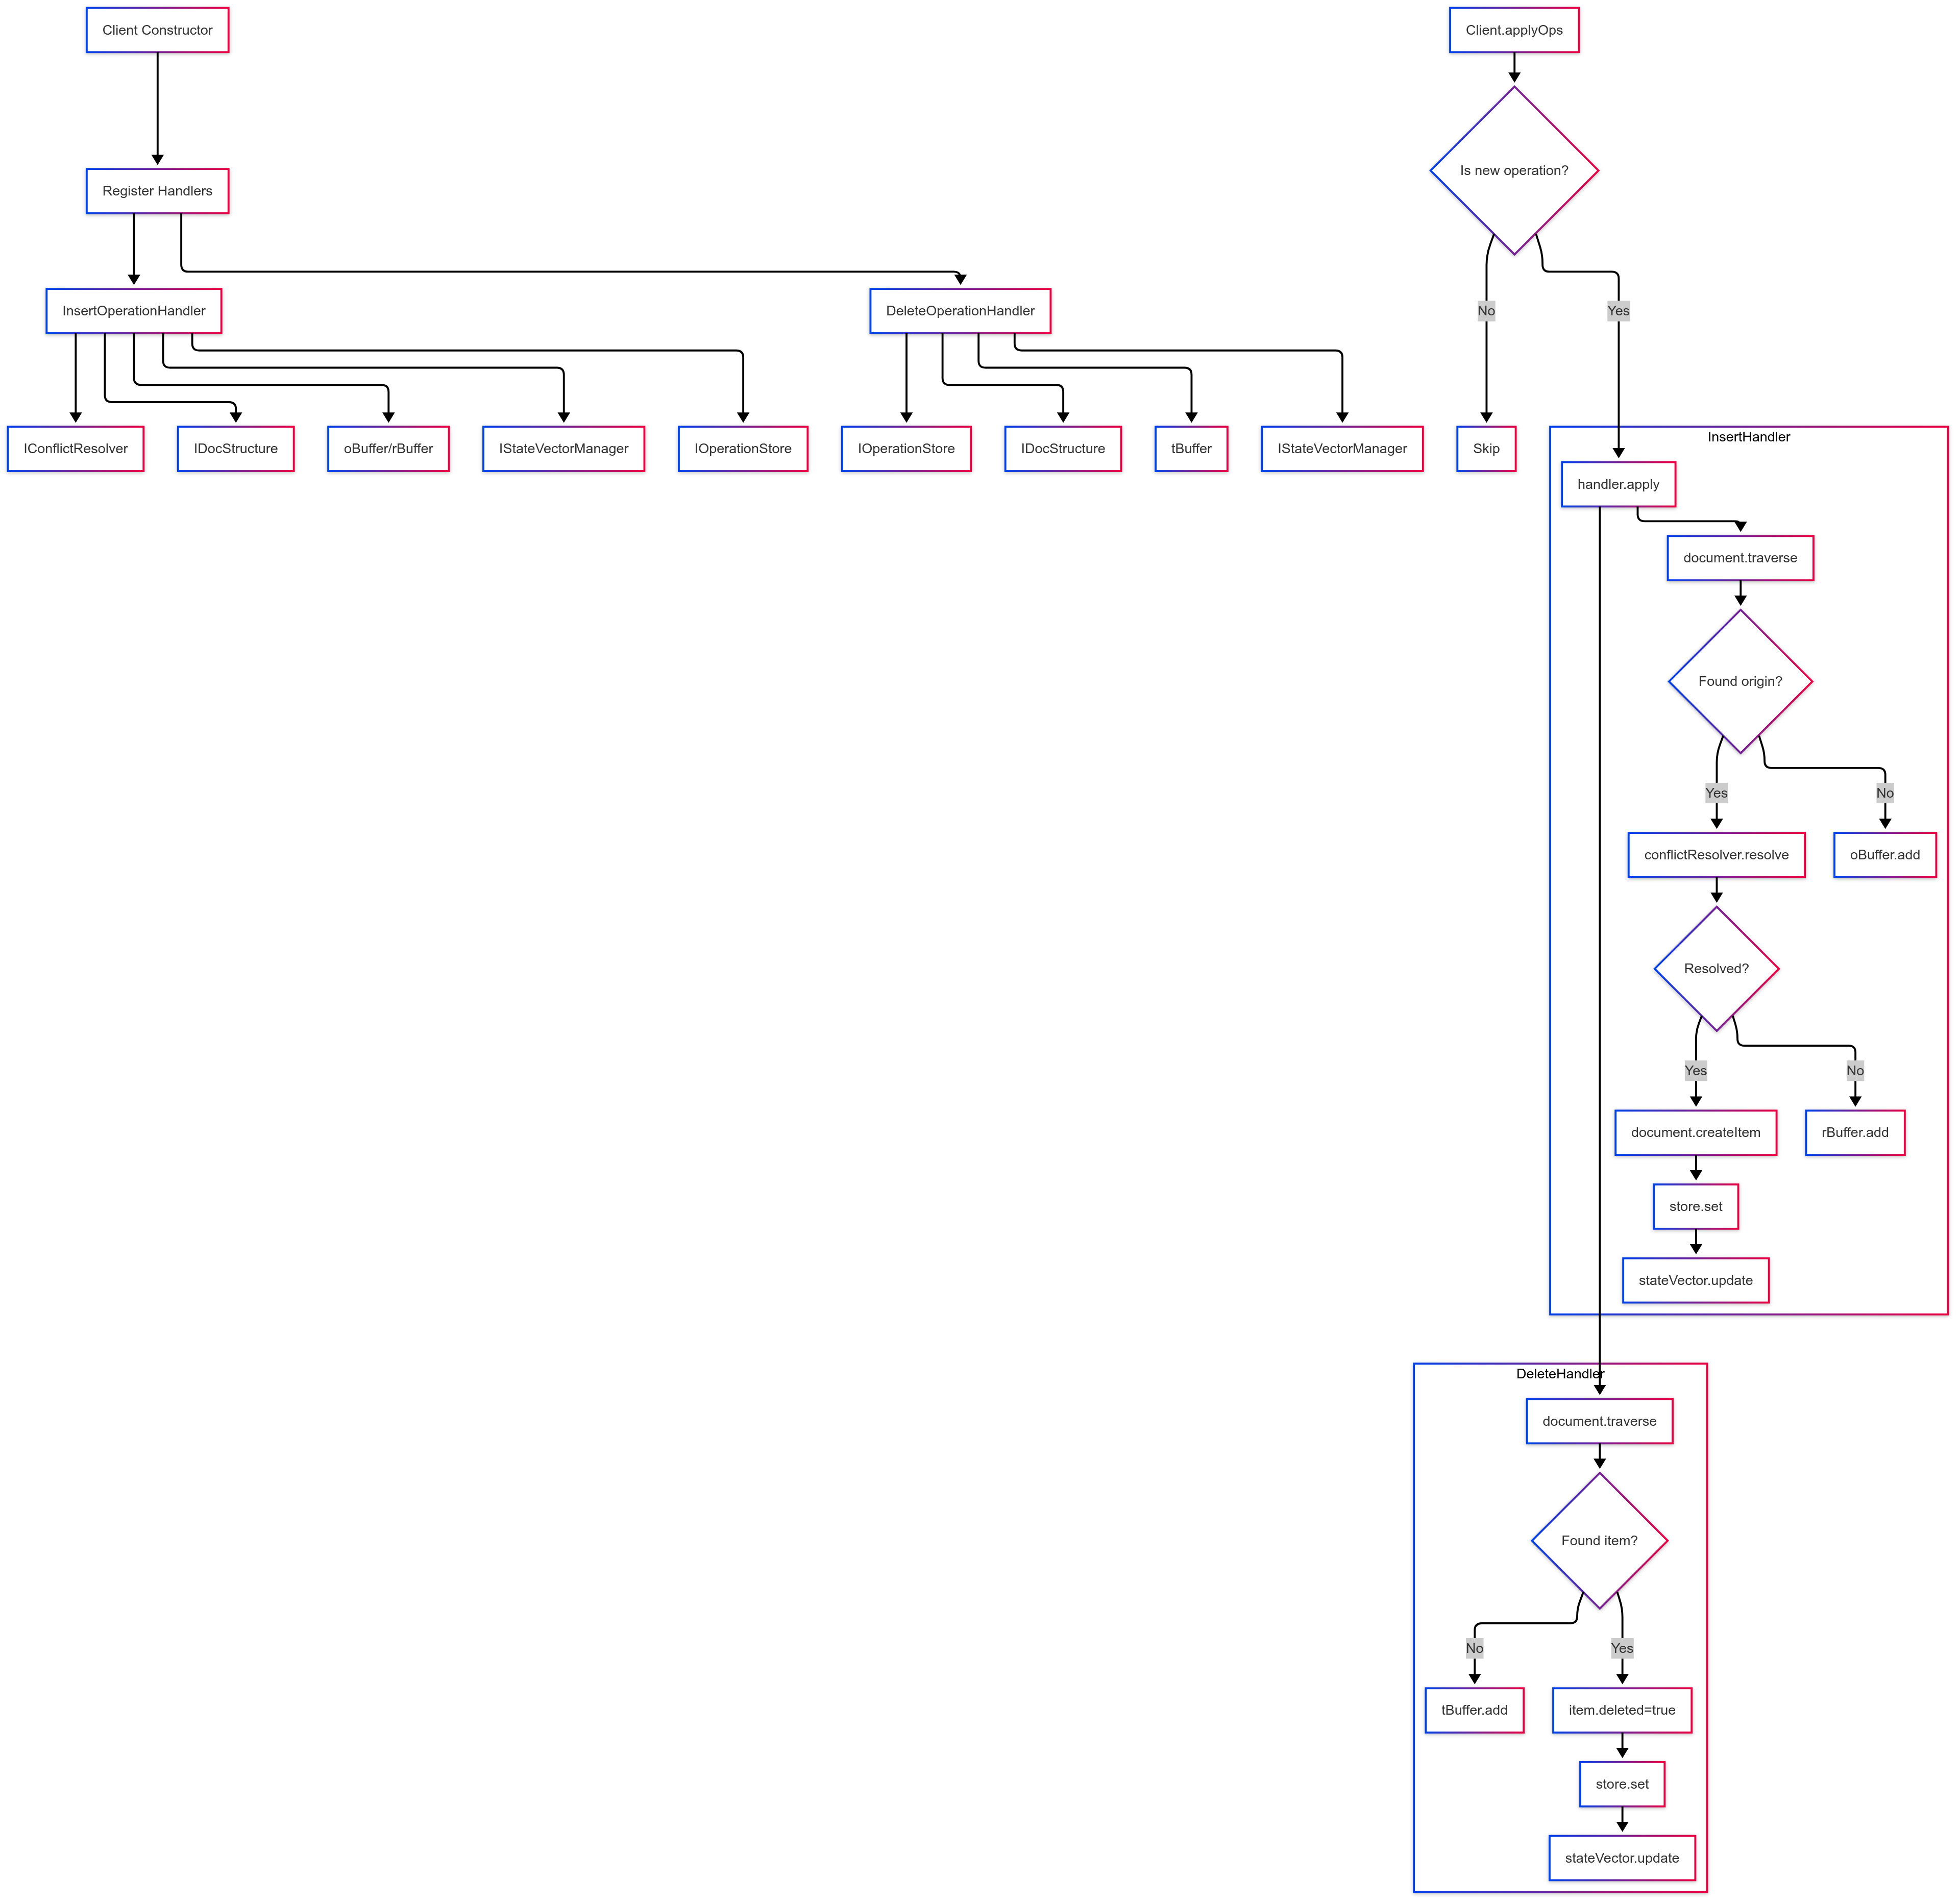 Client Constructor
Register Handlers
InsertOperationHandler
DeleteOperationHandler
IConflictResolver
IDocStructure
oBuffer/rBuffer
IStateVectorManager
IOperationStore
IOperationStore
IDocStructure
tBuffer
IStateVectorManager
Client.applyOps
Is new operation?
No
Yes
Skip
InsertHandler
handler.apply
document.traverse
Found origin?
Yes
No
conflictResolver.resolve
oBuffer.add
Resolved?
Yes
No
document.createItem
rBuffer.add
store.set
stateVector.update
DeleteHandler
document.traverse
Found item?
No
Yes
tBuffer.add
item.deleted=true
store.set
stateVector.update